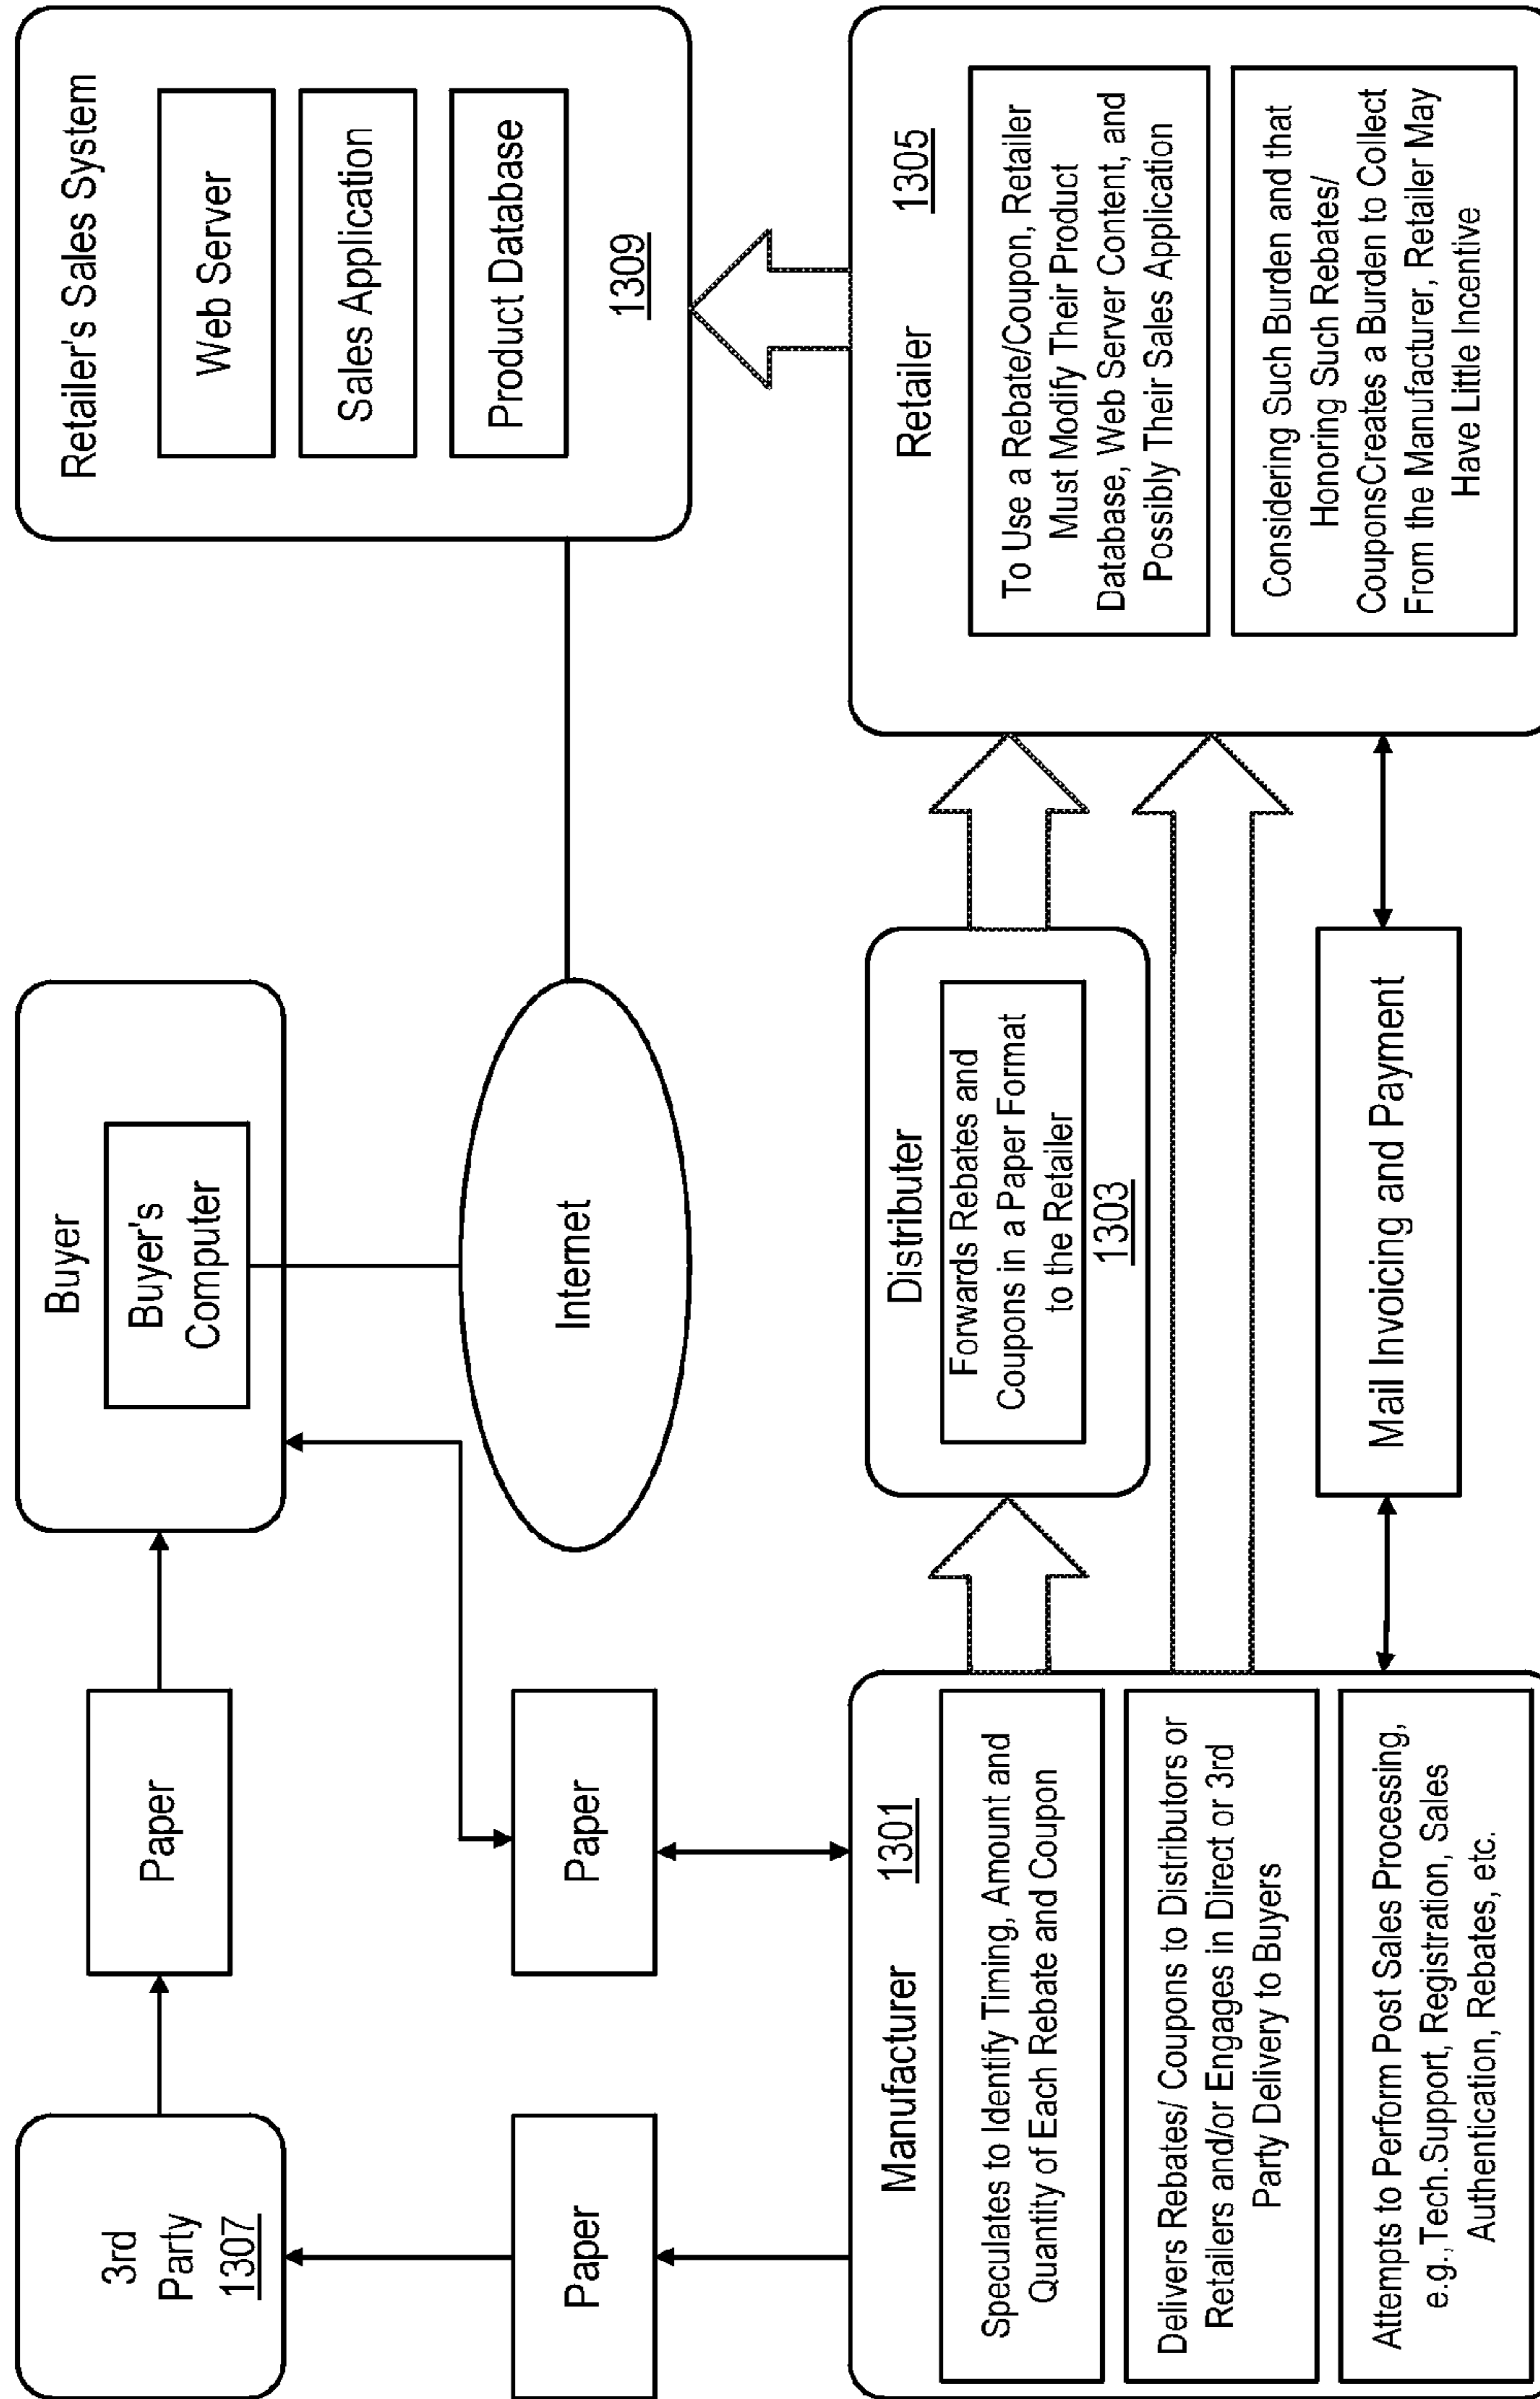 3rd
Party
1307
Paper
Buyer
Buyer's
Computer
Retailer's Sales System
Web Server
Sales Application
Product Database
1309
Paper
Paper
Internet
Manufacturer
1301
Speculates to Identify Timing, Amount and
Quantity of Each Rebate and Coupon
Delivers Rebates/ Coupons to Distributors or
Retailers and/or Engages in Direct or 3rd
Party Delivery to Buyers
Attempts to Perform Post Sales Processing,
e.g.,Tech.Support, Registration, Sales
Authentication, Rebates, etc.
Distributer
Forwards Rebates and
Coupons in a Paper Format
to the Retailer
1303
Mail Invoicing and Payment
Retailer
1305
To Use a Rebate/Coupon, Retailer
Must Modify Their Product
Database, Web Server Content, and
Possibly Their Sales Application
Considering Such Burden and that
Honoring Such Rebates/
CouponsCreates a Burden to Collect
From the Manufacturer, Retailer May
Have Little Incentive